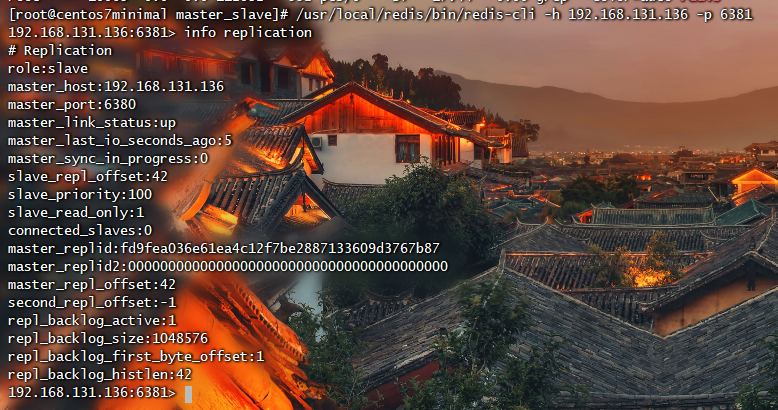 [root@centos7minimal master_slave]# /usr/local/redis/bin/redis-cli -h 192.168.131.136 -p 6381
192.168.131.136:6381> info replication
# Replication
role:slave
master_host:192.168.131.136
master_port:6380
master_link_status:up
master_last_io_seconds_ago:5
master_sync_in_progress:0
slave_repl_offset:42
slave_priority:100
slave_read_only:1
connected_slaves:0
master_replid:fd9fea036e61ea4c12f7be2887133609d3767b87
master_replid2:0000000000000000000000000000000000000000
master_repl_offset:42
second_repl_offset:-1
repl_backlog_active:1
repl_backlog_size:1048576
repl_backlog_first_byte_offset:1
repl_backlog_histlen:42
192.168.131.136:6381>